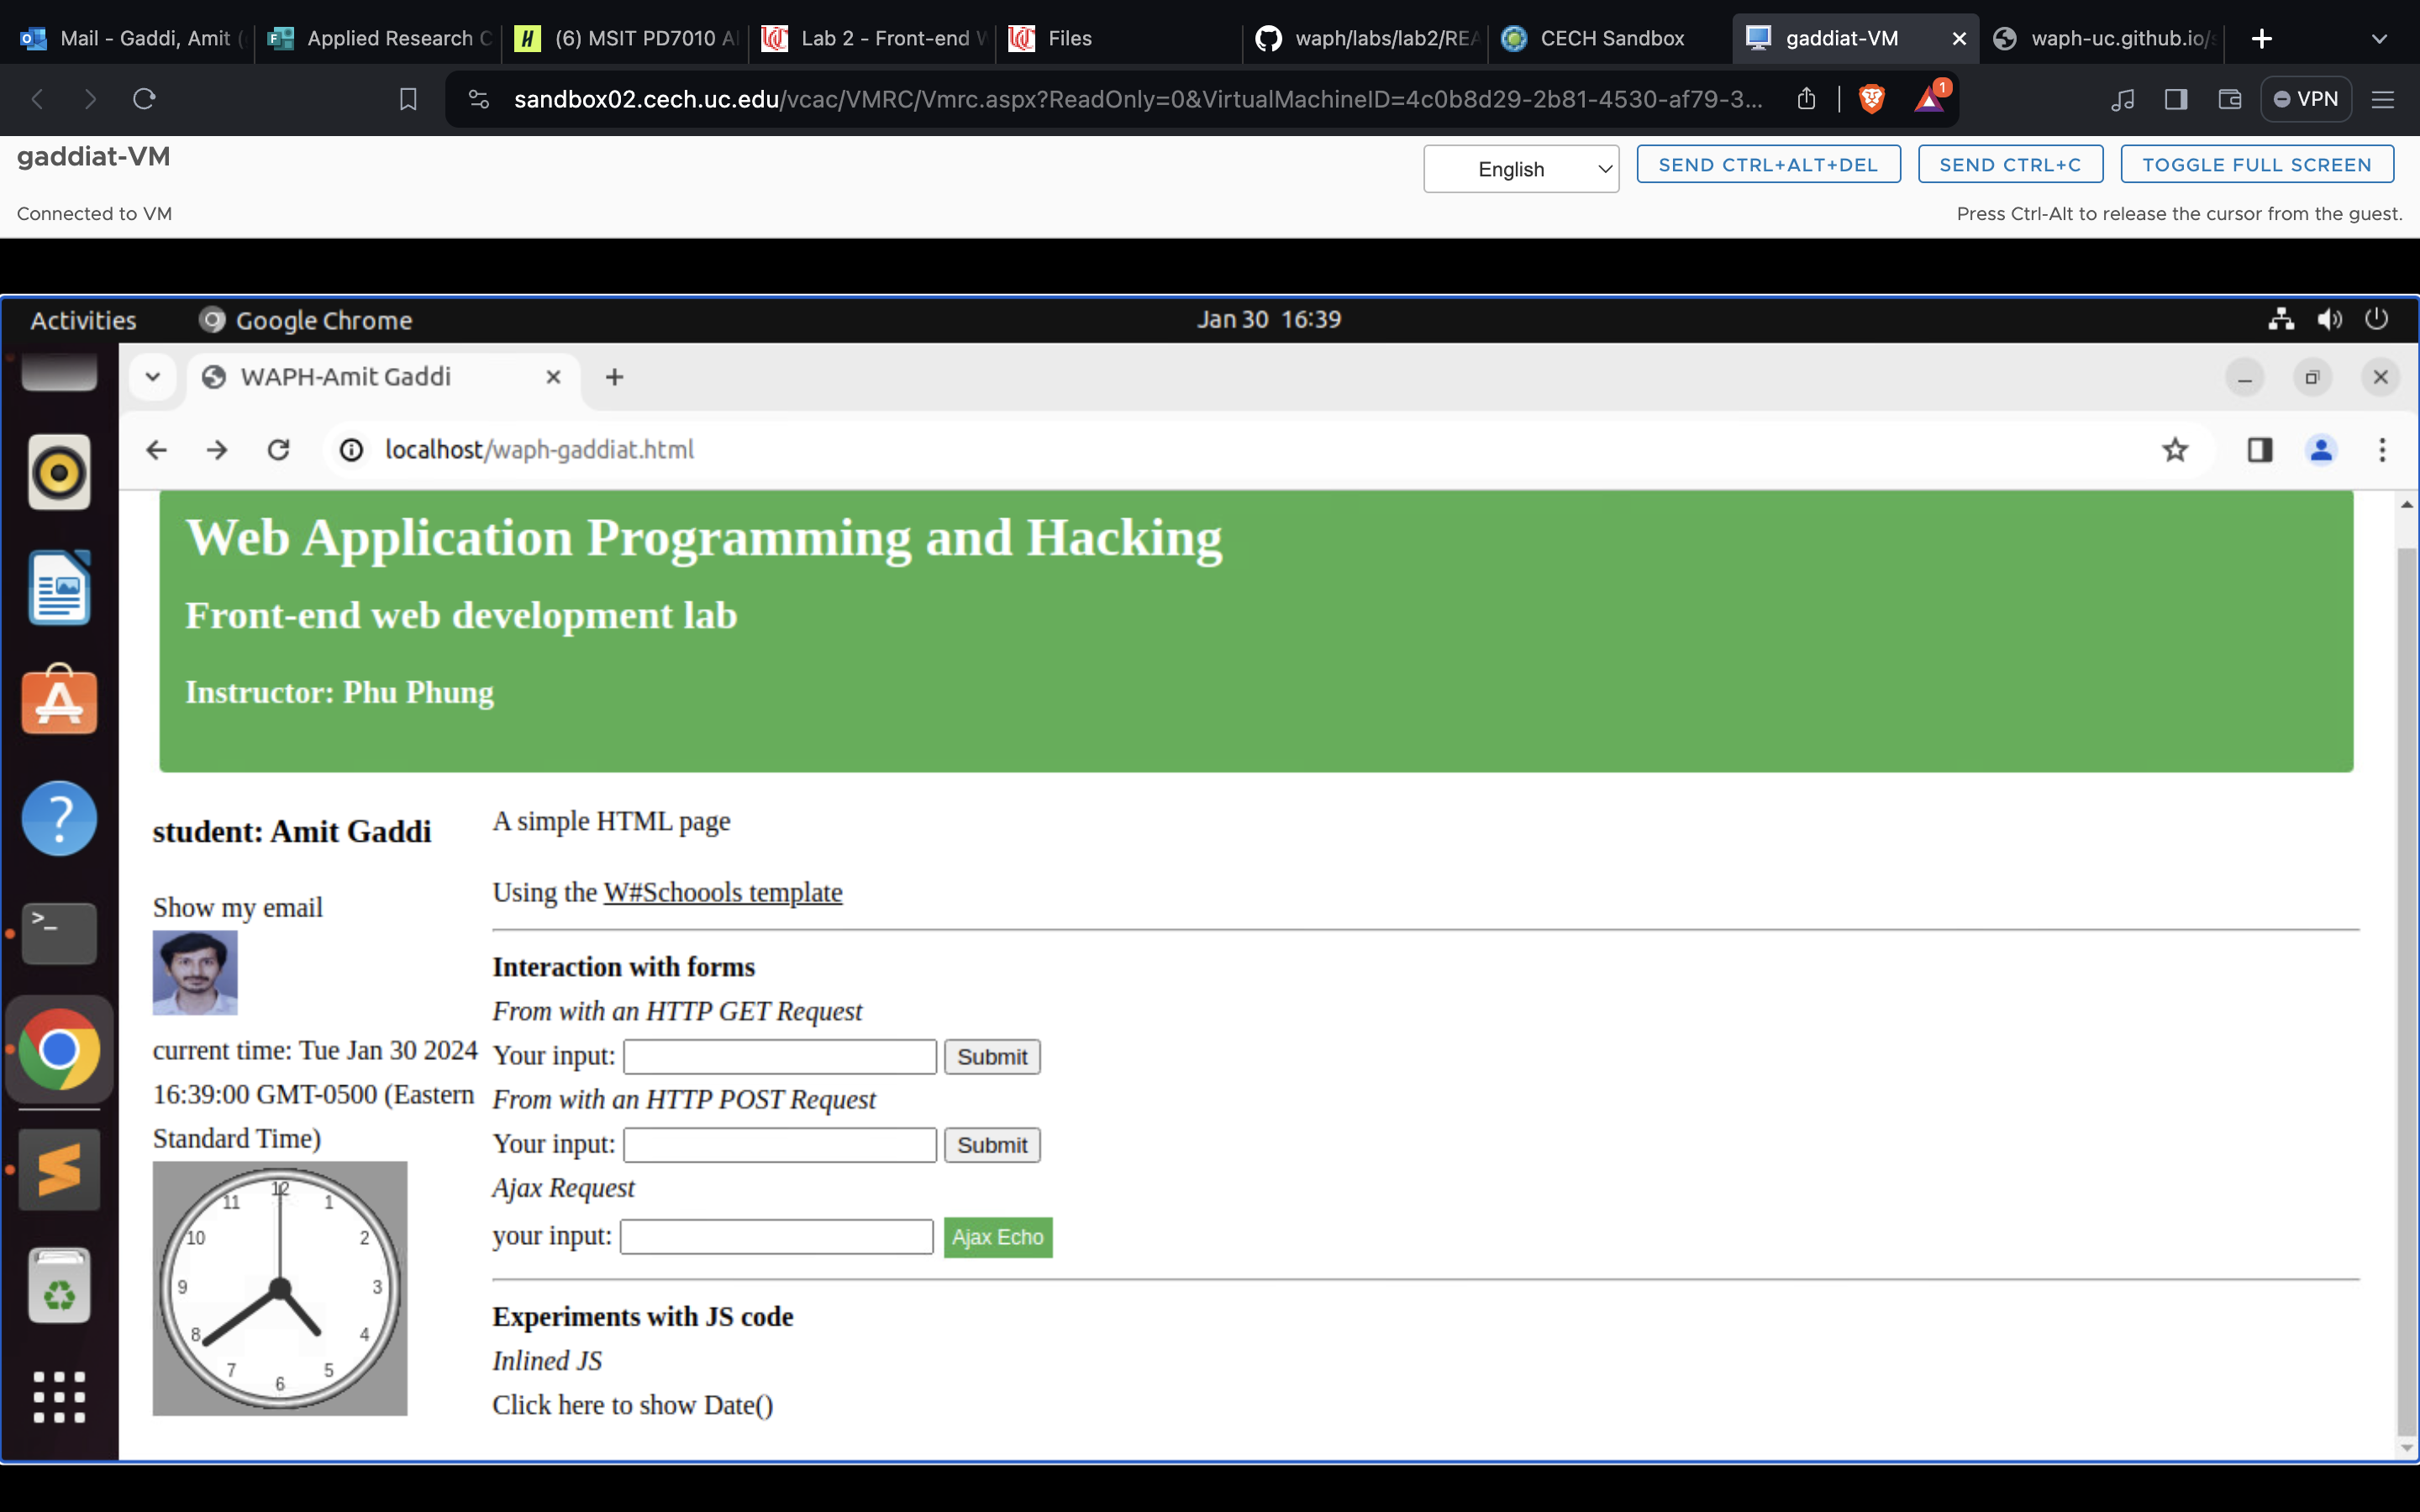 Mail - Gaddi, Amit (
Applied Research C
(6) MSIT PD7010 A
Lab 2 - Front-end W
Files
waph/labs/lab2/REA
CECH Sandbox
gaddiat-VM
waph-uc.github.io/s
sandbox02.cech.uc.edu/vcac/VMRC/Vmrc.aspx?ReadOnly=0&VirtualMachineID=4c0b8d29-2b81-4530-af79-3...
1
VPN
gaddiat-VM
English
SEND CTRL+ALT+DEL
SEND CTRL+C
TOGGLE FULL SCREEN
Connected to VM
Press Ctrl-Alt to release the cursor from the guest.
Activities
Google Chrome
Jan 30 16:39
WAPH-Amit Gaddi
localhost/waph-gaddiat.html
Web Application Programming and Hacking
Front-end web development lab
Instructor: Phu Phung
student: Amit Gaddi
Show my email
current time: Tue Jan 30 2024
16:39:00 GMT-0500 (Eastern
Standard Time)
12
1
2
3
4
5
6
7
8
9
10
11
A simple HTML page
Using the W#Schoools template
Interaction with forms
From with an HTTP GET Request
Your input: Submit
From with an HTTP POST Request
Your input: Submit
Ajax Request
your input: Ajax Echo
Experiments with JS code
Inlined JS
Click here to show Date()